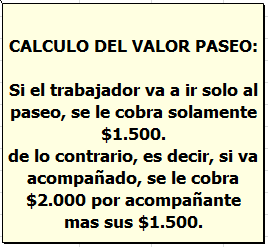 CALCULO DEL VALOR PASEO:
Si el trabajador va a ir solo al
paseo, se le cobra solamente
$1.500.
de lo contrario, es decir, si va
acompañado, se le cobra
$2.000 por acompañante
mas sus $1.500.